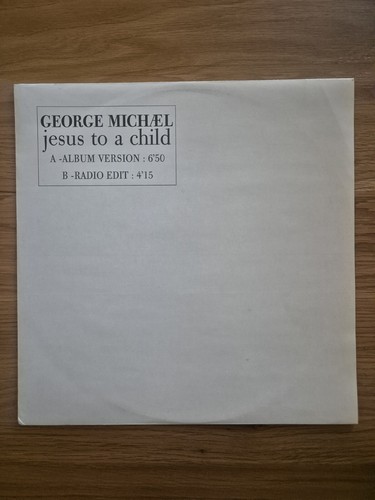 GEORGE MICHÆL
jesus to a child
A -ALBUM VERSION : 6'50
B -RADIO EDIT : 4'15